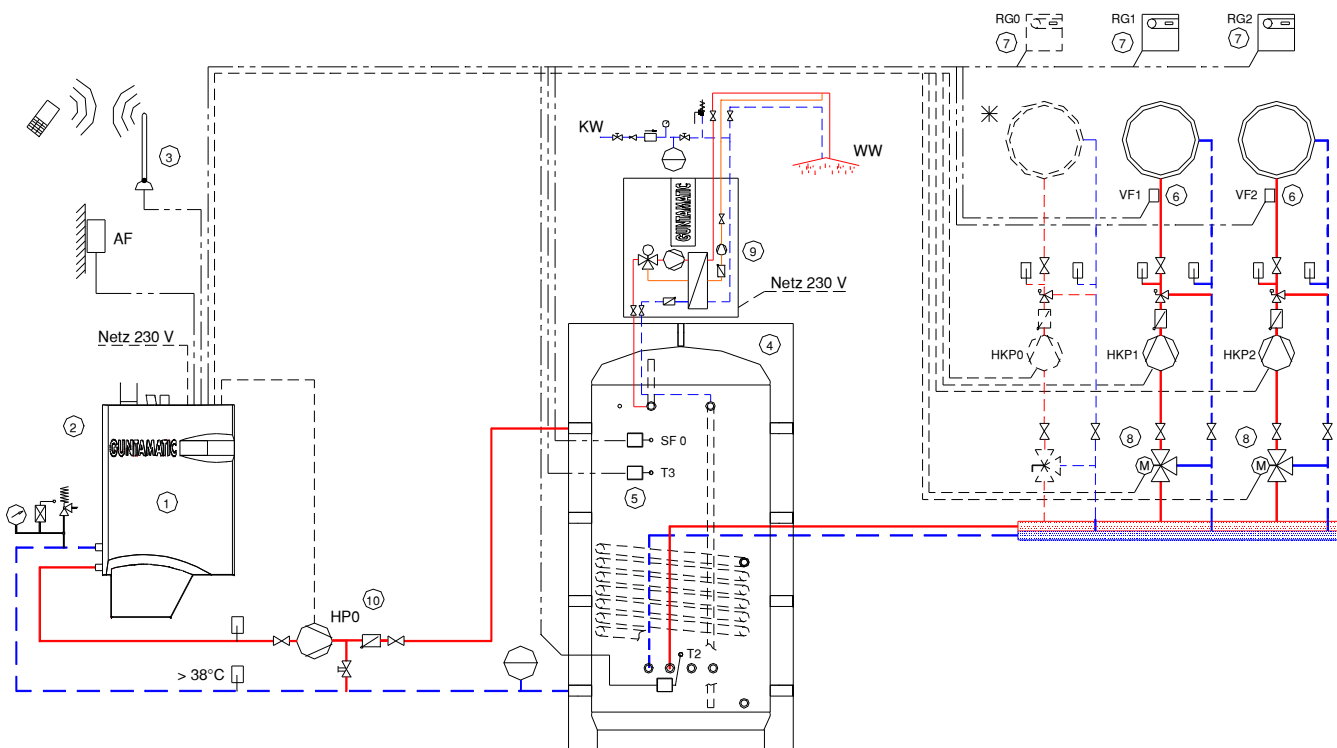 RG0
RG1
RG2
7
7
7
3
KW
WW
AF
VF1
6
VF2
6
GUNTAMATIC
9
Netz 230 V
Netz 230 V
4
HKP0
HKP1
HKP2
2
GUNTAMATIC
SF 0
T3
8
8
M
M
1
5
10
HP0
T2
> 38°C